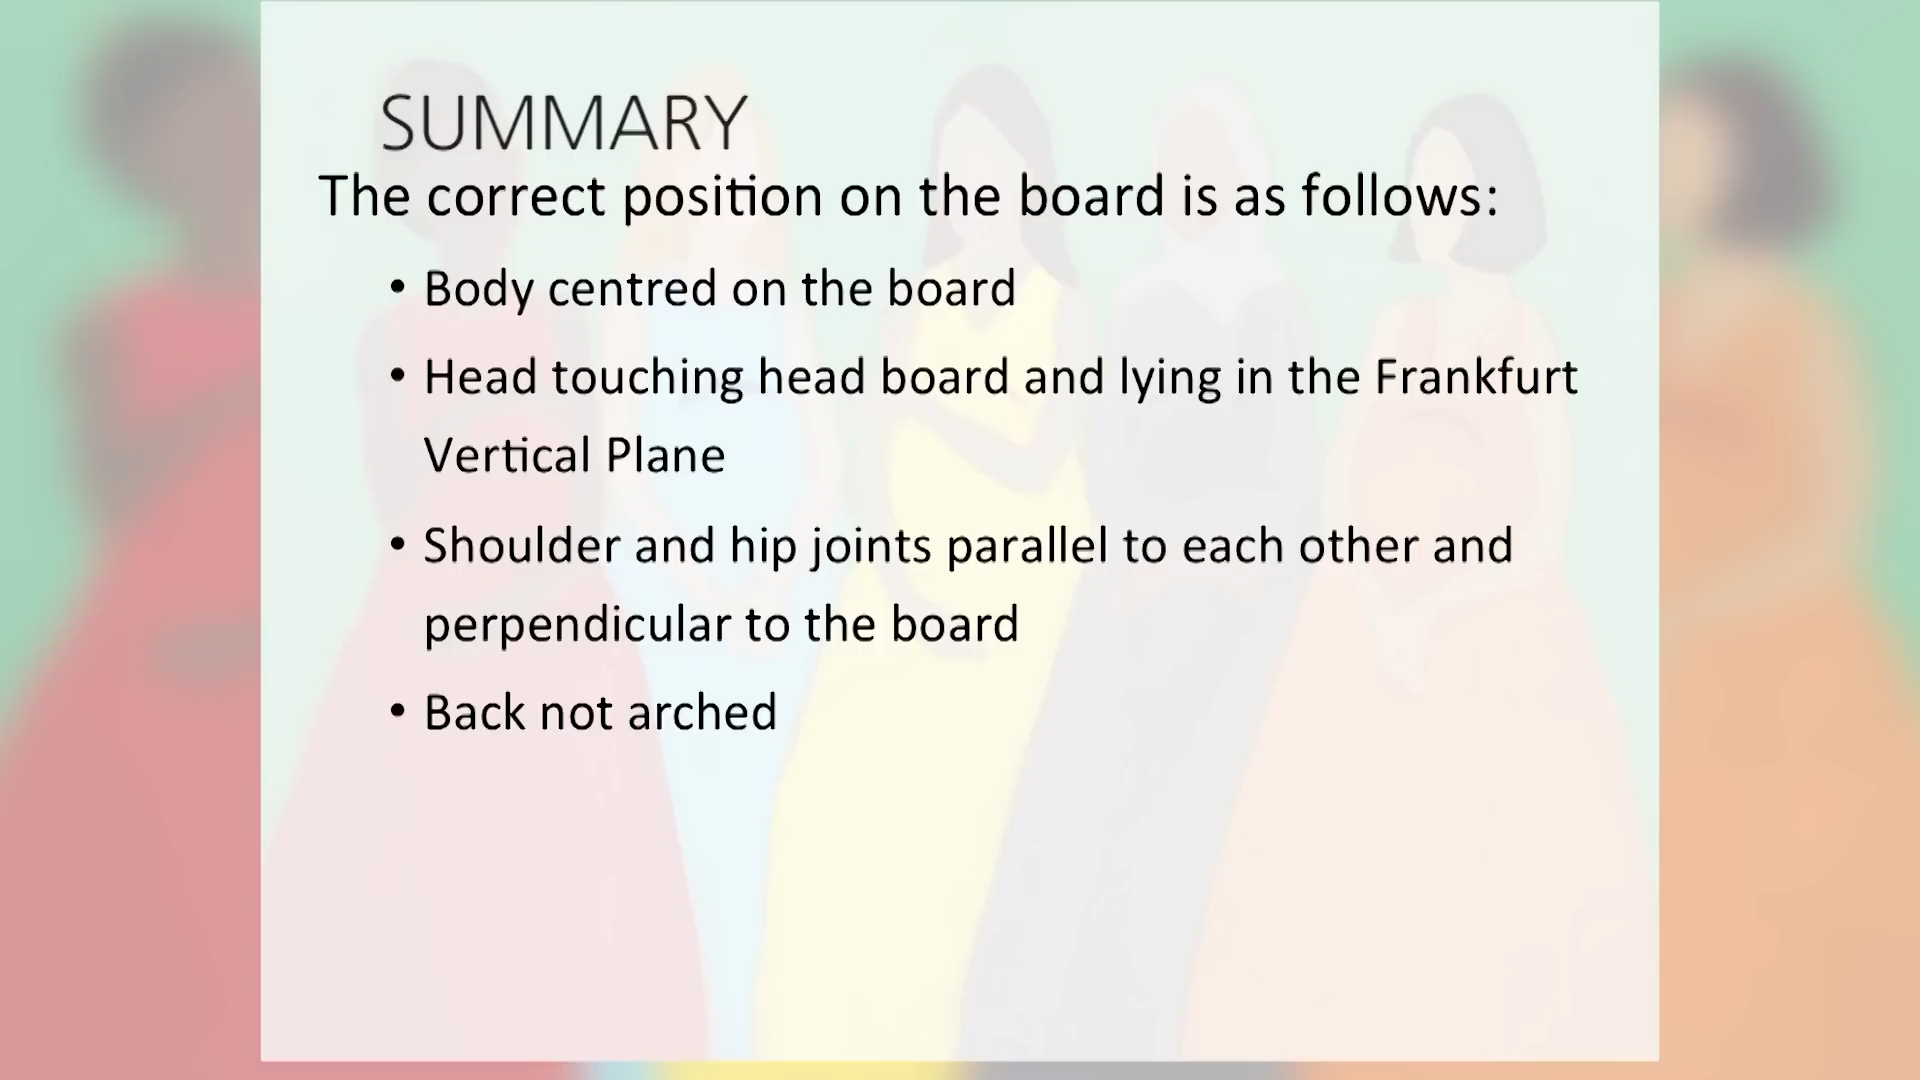 SUMMARY
The correct position on the board is as follows:
• Body centred on the board
• Head touching head board and lying in the Frankfurt
Vertical Plane
• Shoulder and hip joints parallel to each other and
perpendicular to the board
• Back not arched